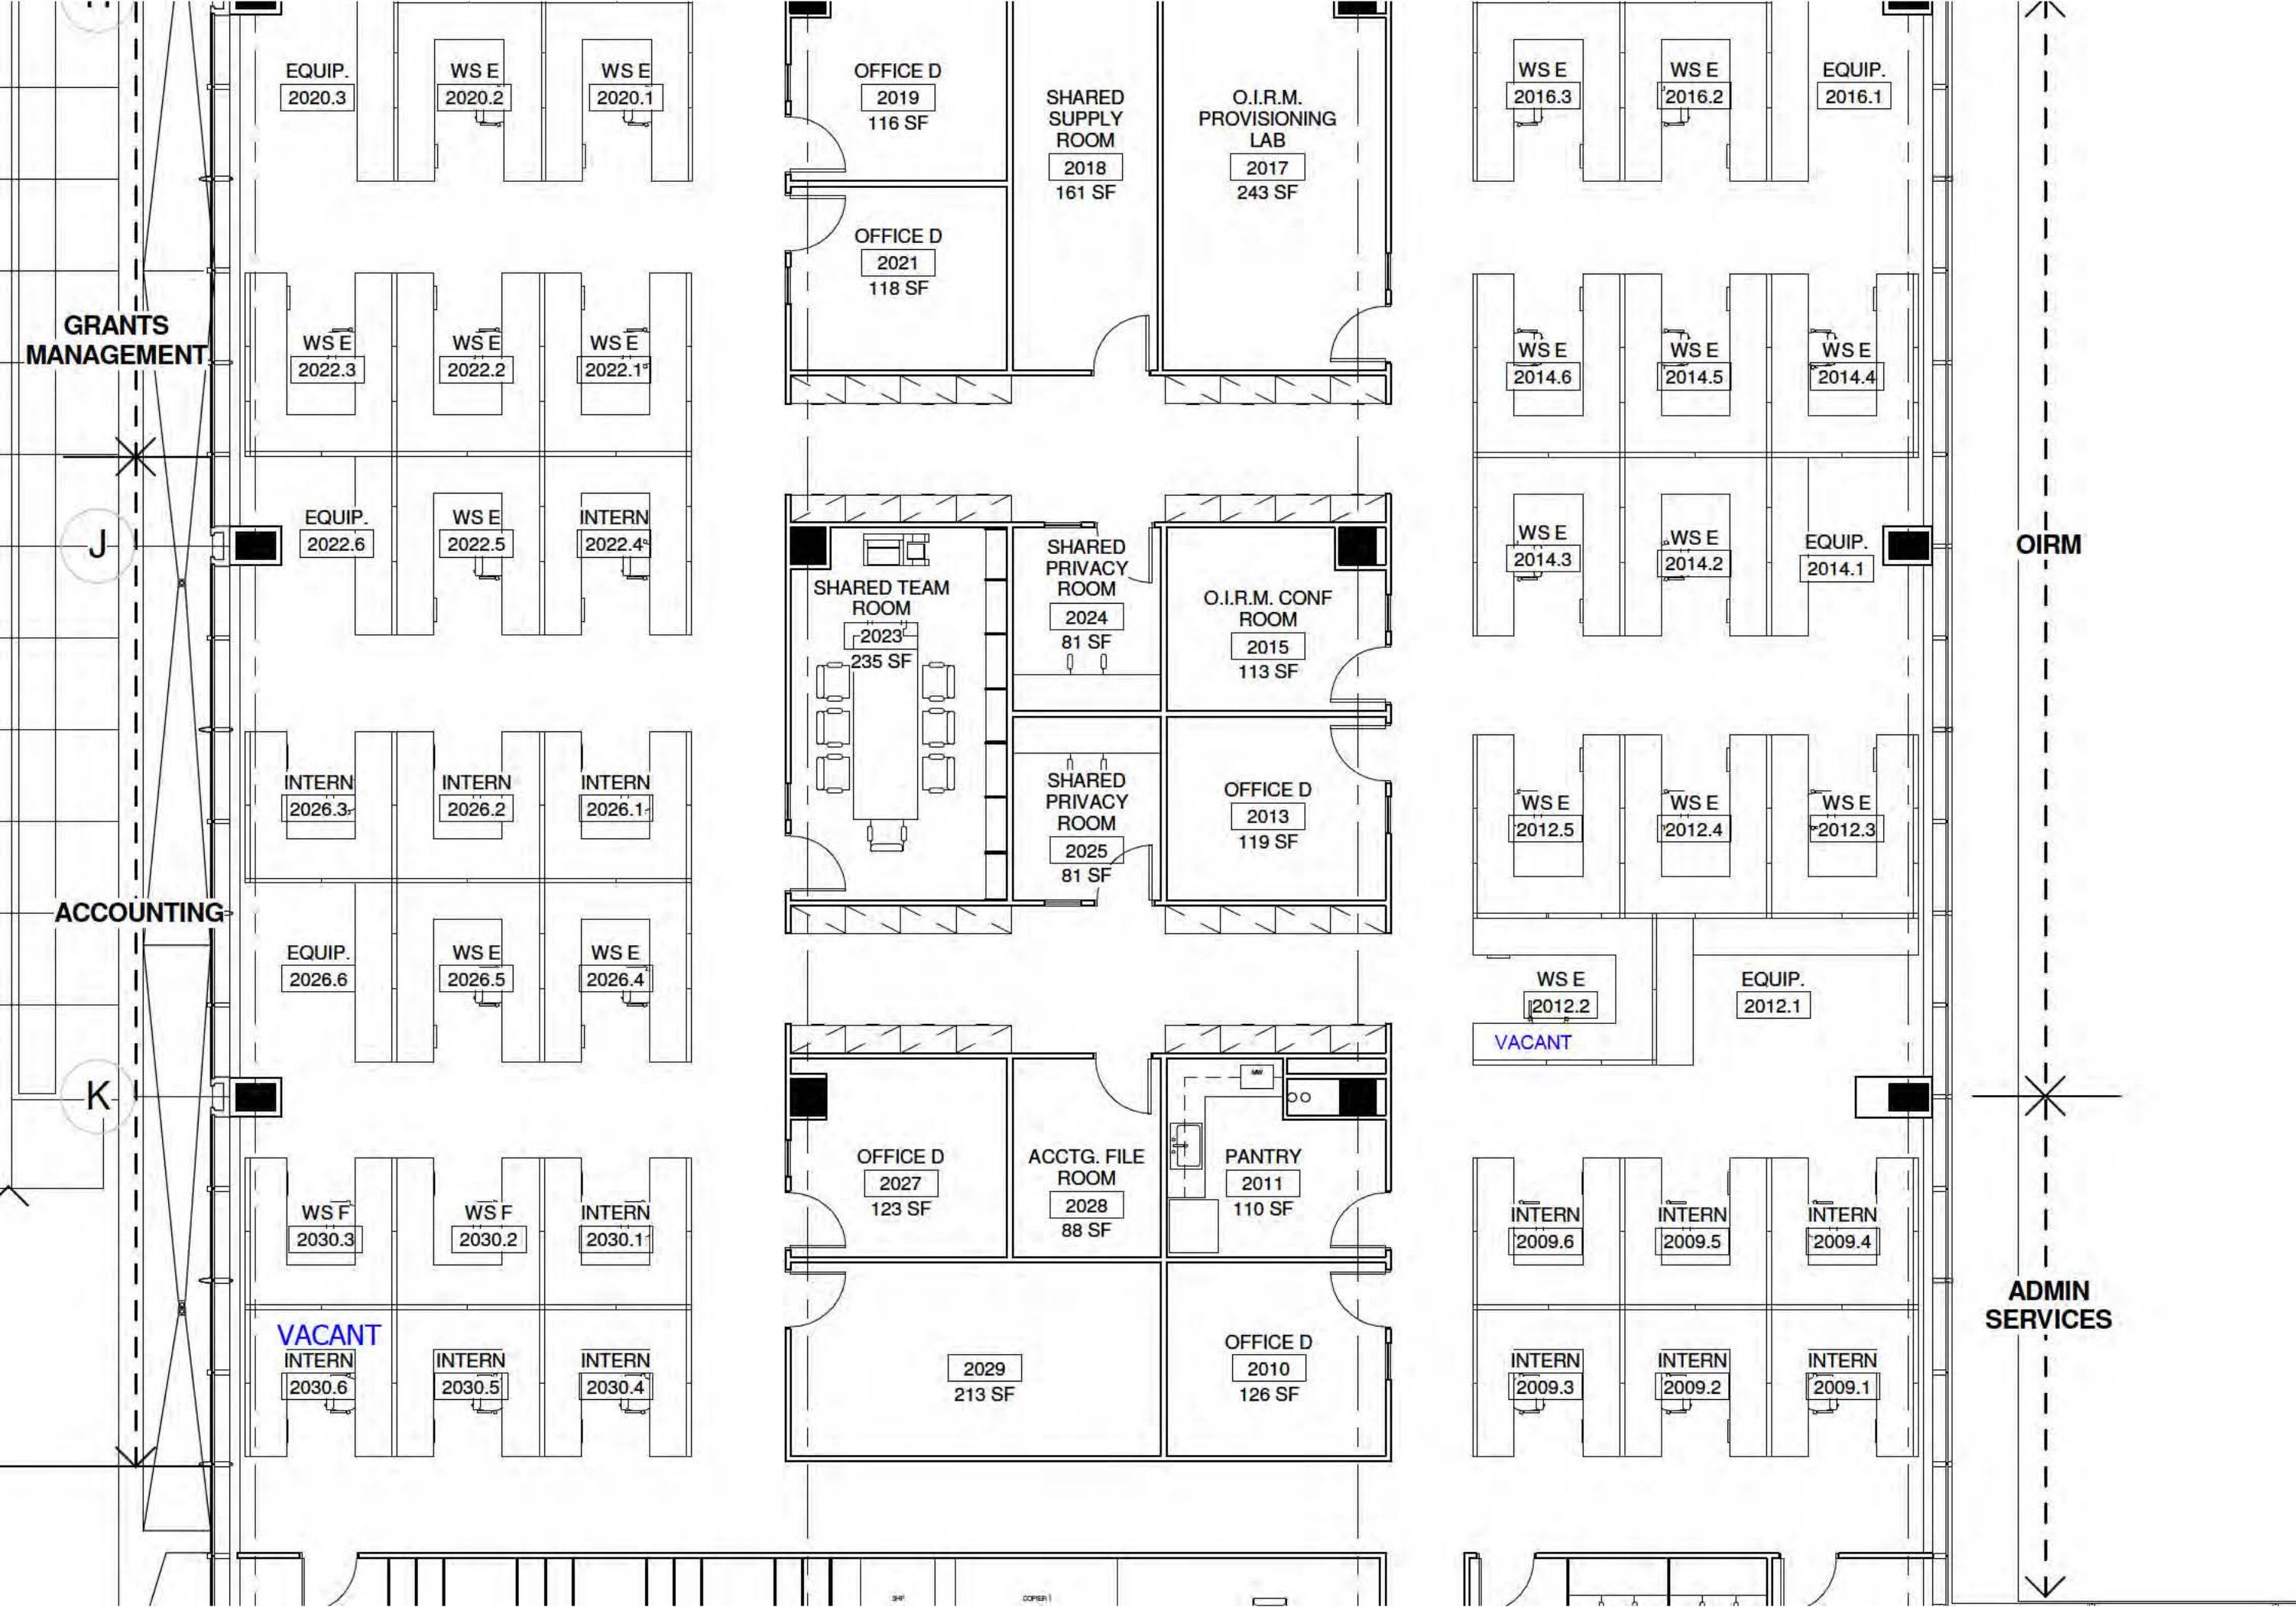 EQUIP.
2020.3
WS E
2020.2
WS E
2020.1
OFFICE D
2019
116 SF
SHARED
SUPPLY
ROOM
2018
161 SF
O.I.R.M.
PROVISIONING
LAB
2017
243 SF
WS E
2016.3
WS E
2016.2
EQUIP.
2016.1
OFFICE D
2021
118 SF
GRANTS
MANAGEMENT
WS E
2022.3
WS E
2022.2
WS E
2022.1
WS E
2014.6
WS E
2014.5
WS E
2014.4
J
EQUIP.
2022.6
WS E
2022.5
INTERN
2022.4
SHARED TEAM
ROOM
2023
235 SF
SHARED
PRIVACY
ROOM
2024
81 SF
O.I.R.M. CONF
ROOM
2015
113 SF
WS E
2014.3
WS E
2014.2
EQUIP.
2014.1
OIRM
INTERN
2026.3
INTERN
2026.2
INTERN
2026.1
SHARED
PRIVACY
ROOM
2025
81 SF
OFFICE D
2013
119 SF
WS E
2012.5
WS E
2012.4
WS E
2012.3
ACCOUNTING
EQUIP.
2026.6
WS E
2026.5
WS E
2026.4
WS E
2012.2
VACANT
EQUIP.
2012.1
K
MW
OFFICE D
2027
123 SF
ACCTG. FILE
ROOM
2028
88 SF
PANTRY
2011
110 SF
WS F
2030.3
WS F
2030.2
INTERN
2030.1
INTERN
2009.6
INTERN
2009.5
INTERN
2009.4
ADMIN
SERVICES
VACANT
INTERN
2030.6
INTERN
2030.5
INTERN
2030.4
2029
213 SF
OFFICE D
2010
126 SF
INTERN
2009.3
INTERN
2009.2
INTERN
2009.1
COPIER 1